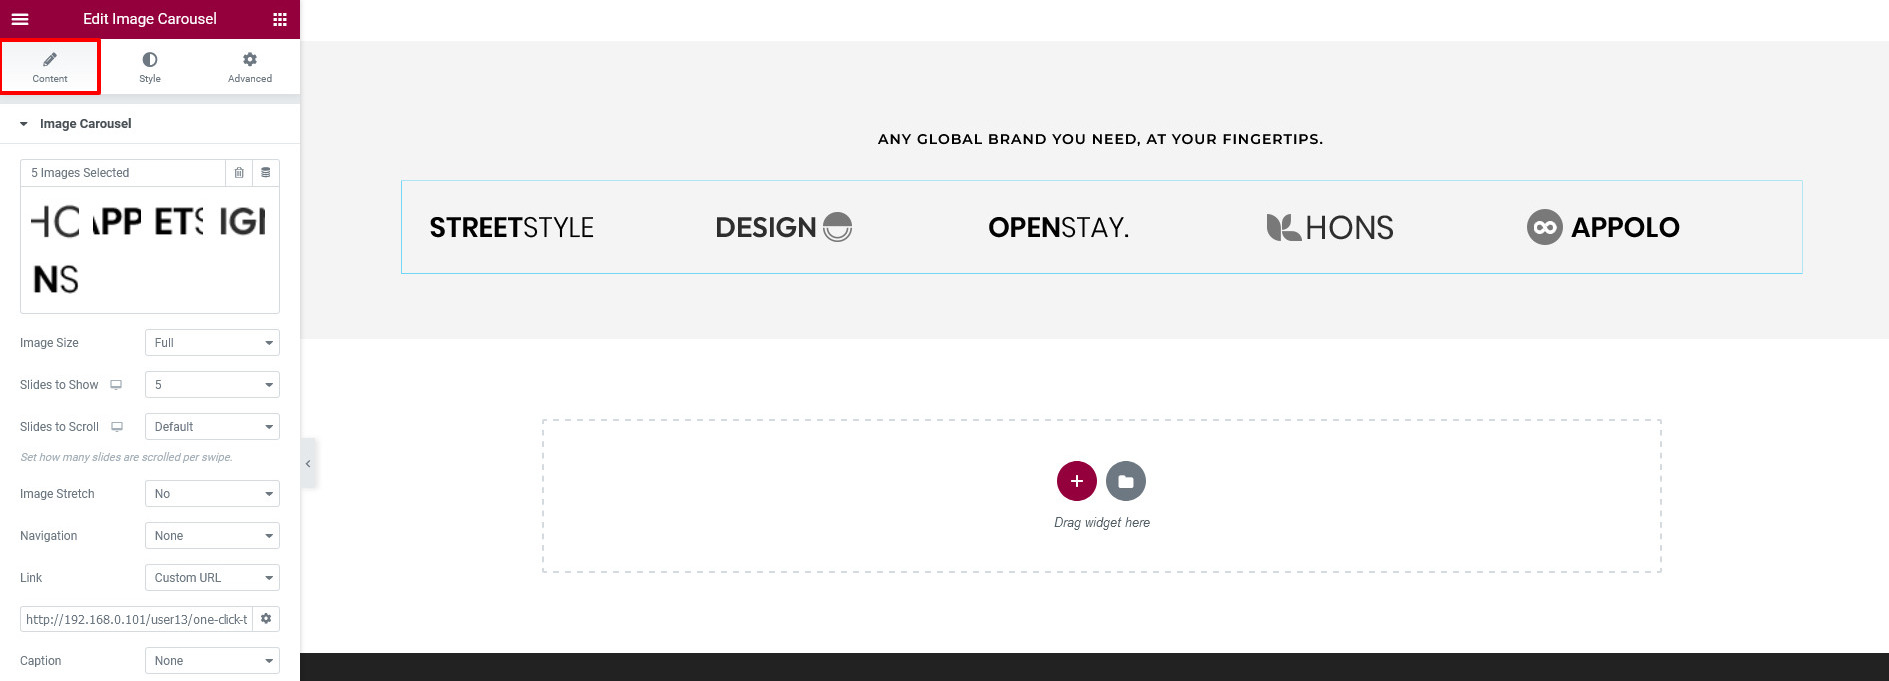 Edit Image Carousel
Content
Style
Advanced
Image Carousel
5 Images Selected
HO APP ETS IGN
NS
Image Size
Full
Slides to Show
5
Slides to Scroll
Default
Set how many slides are scrolled per swipe.
Image Stretch
No
Navigation
None
Link
Custom URL
http://192.168.0.101/user13/one-click-t
Caption
None
ANY GLOBAL BRAND YOU NEED, AT YOUR FINGERTIPS.
STREETSTYLE
DESIGN
OPENSTAY.
HONS
APPOLO
Drag widget here